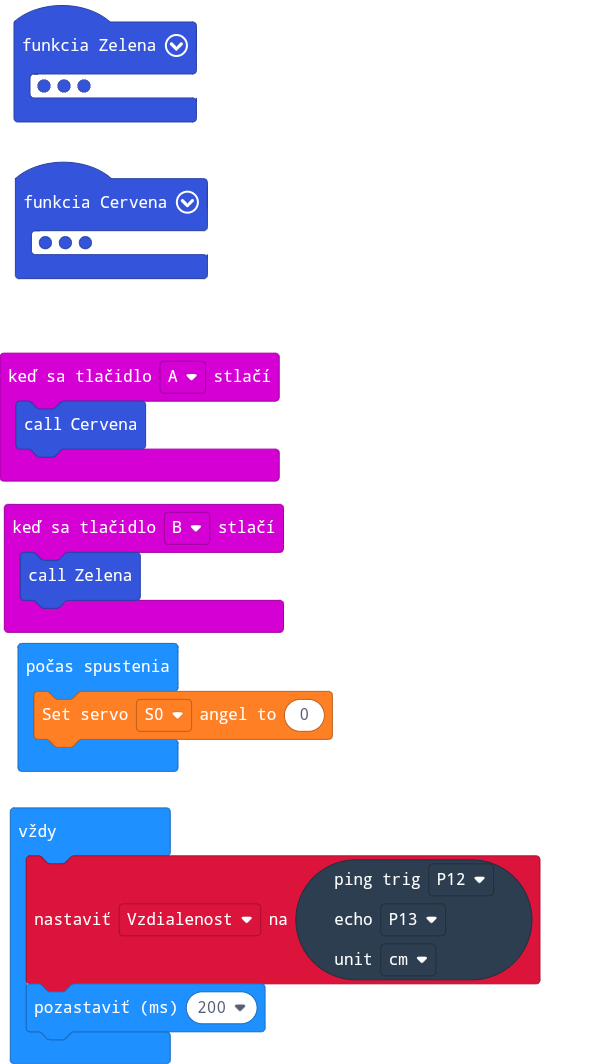 funkcia Zelena
funkcia Cervena
keď sa tlačidlo A stlačí
call Cervena
keď sa tlačidlo B stlačí
call Zelena
počas spustenia
Set servo S0 angel to 0
vždy
ping trig P12
nastaviť Vzdialenost na echo P13
unit cm
pozastaviť (ms) 200